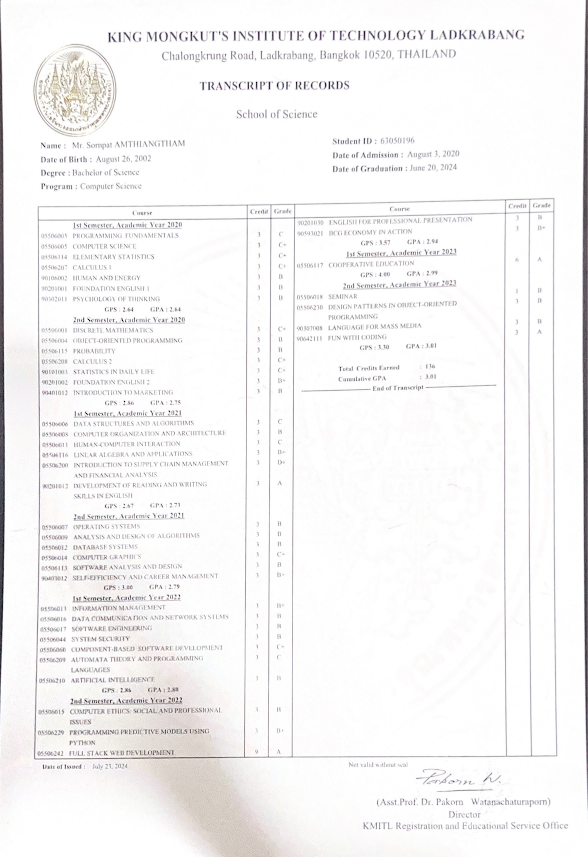 KING MONGKUT'S INSTITUTE OF TECHNOLOGY LADKRABANG
Chalongkrung Road, Ladkrabang, Bangkok 10520, THAILAND
TRANSCRIPT OF RECORDS
School of Science
Name : Mr. Sompat AMTHIANGTHAM
Date of Birth : August 26, 2002
Degree : Bachelor of Science
Program : Computer Science
Student ID : 63050196
Date of Admission : August 3, 2020
Date of Graduation : June 20, 2024
Course Credit Grade
1st Semester, Academic Year 2020
05506003 PROGRAMMING FUNDAMENTALS 3 C
05506005 COMPUTER SCIENCE 3 C+
05506114 ELEMENTARY STATISTICS 3 C+
05506207 CALCULUS 1 3 C+
90106002 HUMAN AND ENERGY 3 B
90201001 FOUNDATION ENGLISH 1 3 B
90302011 PSYCHOLOGY OF THINKING 3 B
GPS : 2.64 GPA : 2.64
2nd Semester, Academic Year 2020
05506001 DISCRETE MATHEMATICS 3 C+
05506004 OBJECT-ORIENTED PROGRAMMING 3 B
05506115 PROBABILITY 3 B
05506208 CALCULUS 2 3 C+
90101003 STATISTICS IN DAILY LIFE 3 C+
90201002 FOUNDATION ENGLISH 2 3
90401012 INTRODUCTION TO MARKETING 3 B
GPS : 2.86 GPA : 2.75
1st Semester, Academic Year 2021
05506006 DATA STRUCTURES AND ALGORITHMS 3 C
05506008 COMPUTER ORGANIZATION AND ARCHITECTURE 3 B
05506011 HUMAN-COMPUTER INTERACTION 3 C
05506116 LINEAR ALGEBRA AND APPLICATIONS 3
05506200 INTRODUCTION TO SUPPLY CHAIN MANAGEMENT 3
AND FINANCIAL ANALYSIS
90201012 DEVELOPMENT OF READING AND WRITING 3 A
SKILLS IN ENGLISH
GPS : 2.67 GPA : 2.73
2nd Semester, Academic Year 2021
05506007 OPERATING SYSTEMS 3 B
05506009 ANALYSIS AND DESIGN OF ALGORITHMS 3 B
05506012 DATABASE SYSTEMS 3 B
05506014 COMPUTER GRAPHICS 3 C+
05506113 SOFTWARE ANALYSIS AND DESIGN 3 B
90403012 SELF-EFFICIENCY AND CAREER MANAGEMENT 3 B+
GPS : 3.00 GPA : 2.79
1st Semester, Academic Year 2022
05506013 INFORMATION MANAGEMENT 3 B+
05506016 DATA COMMUNICATION AND NETWORK SYSTEMS 3 B
05506017 SOFTWARE ENGINEERING 3 B
05506044 SYSTEM SECURITY 3 B
05506060 COMPONENT-BASED SOFTWARE DEVELOPMENT 3 C+
05506209 AUTOMATA THEORY AND PROGRAMMING 3 C
LANGUAGES
05506210 ARTIFICIAL INTELLIGENCE 3 B
GPS : 2.86 GPA : 2.80
2nd Semester, Academic Year 2022
05506015 COMPUTER ETHICS: SOCIAL AND PROFESSIONAL 3 B
ISSUES
05506229 PROGRAMMING PREDICTIVE MODELS USING 3 B+
PYTHON
05506242 FULL STACK WEB DEVELOPMENT 9 A
Course Credit Grade
90201030 ENGLISH FOR PROFESSIONAL PRESENTATION 3 B
90593021 BCG ECONOMY IN ACTION 3 B+
GPS : 3.57 GPA : 2.94
1st Semester, Academic Year 2023
05506117 COOPERATIVE EDUCATION 6 A
GPS : 4.00 GPA : 2.99
2nd Semester, Academic Year 2023
05506018 SEMINAR 1 B
05506230 DESIGN PATTERNS IN OBJECT-ORIENTED 3 B
PROGRAMMING
90307008 LANGUAGE FOR MASS MEDIA 3 B
90642111 FUN WITH CODING 3 A
GPS : 3.30 GPA : 3.01
Total Credits Earned : 136
Cumulative GPA : 3.01
End of Transcript
Date of Issued : July 23, 2024
Not valid without seal
Pakorn W.
(Asst.Prof. Dr. Pakorn Watanachaturaporn)
Director
KMITL Registration and Educational Service Office